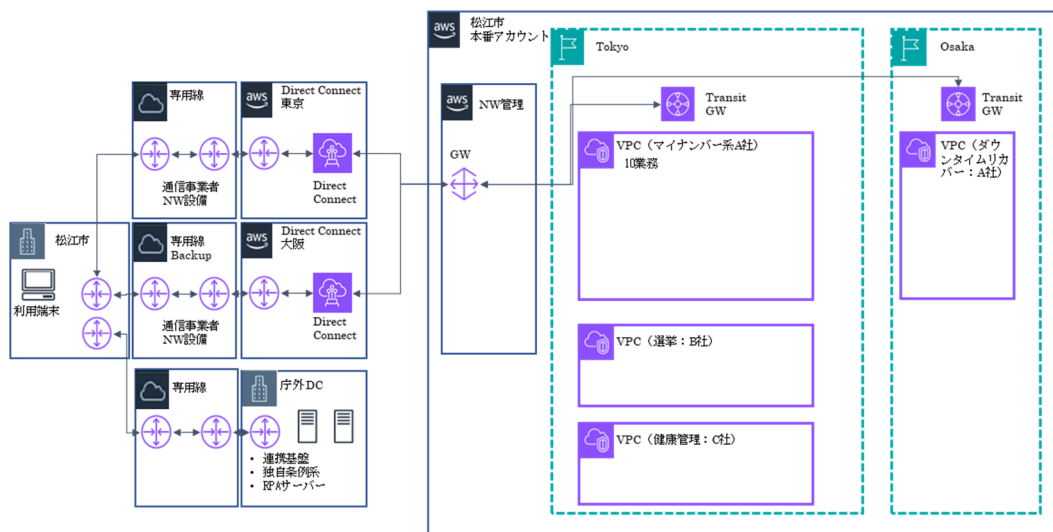 aws
松江市
本番アカウント
Tokyo
Osaka
専用線
aws
Direct Connect
東京
aws
NW管理
Transit
GW
Transit
GW
通信事業者
NW設備
Direct
Connect
GW
VPC（マイナンバー系A社）
10業務
VPC（ダウ
ンタイムリカ
バー：A社）
松江市
利用端末
専用線
Backup
aws
Direct Connect
大阪
通信事業者
NW設備
Direct
Connect
VPC（選挙：B社）
専用線
庁外DC
• 連携基盤
• 独自条例系
• RPAサーバー
VPC（健康管理：C社）